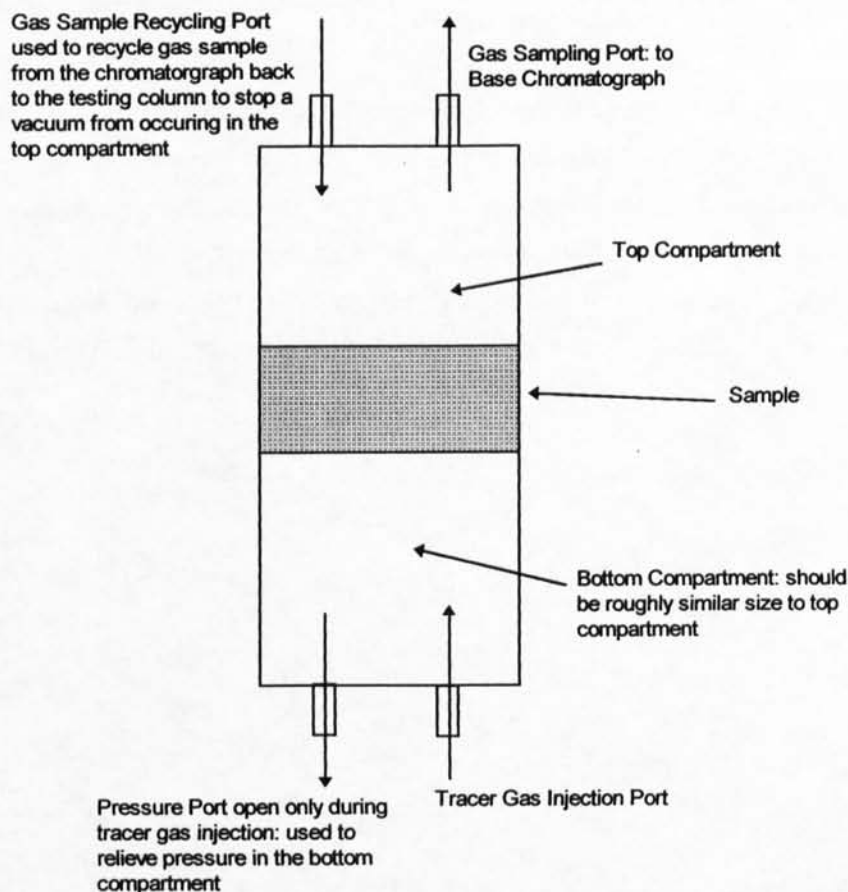 Gas Sample Recycling Port
used to recycle gas sample
from the chromatorgraph back
to the testing column to stop a
vacuum from occuring in the
top compartment
Gas Sampling Port: to
Base Chromatograph
Top Compartment
Sample
Bottom Compartment: should
be roughly similar size to top
compartment
Pressure Port open only during
tracer gas injection: used to
relieve pressure in the bottom
compartment
Tracer Gas Injection Port